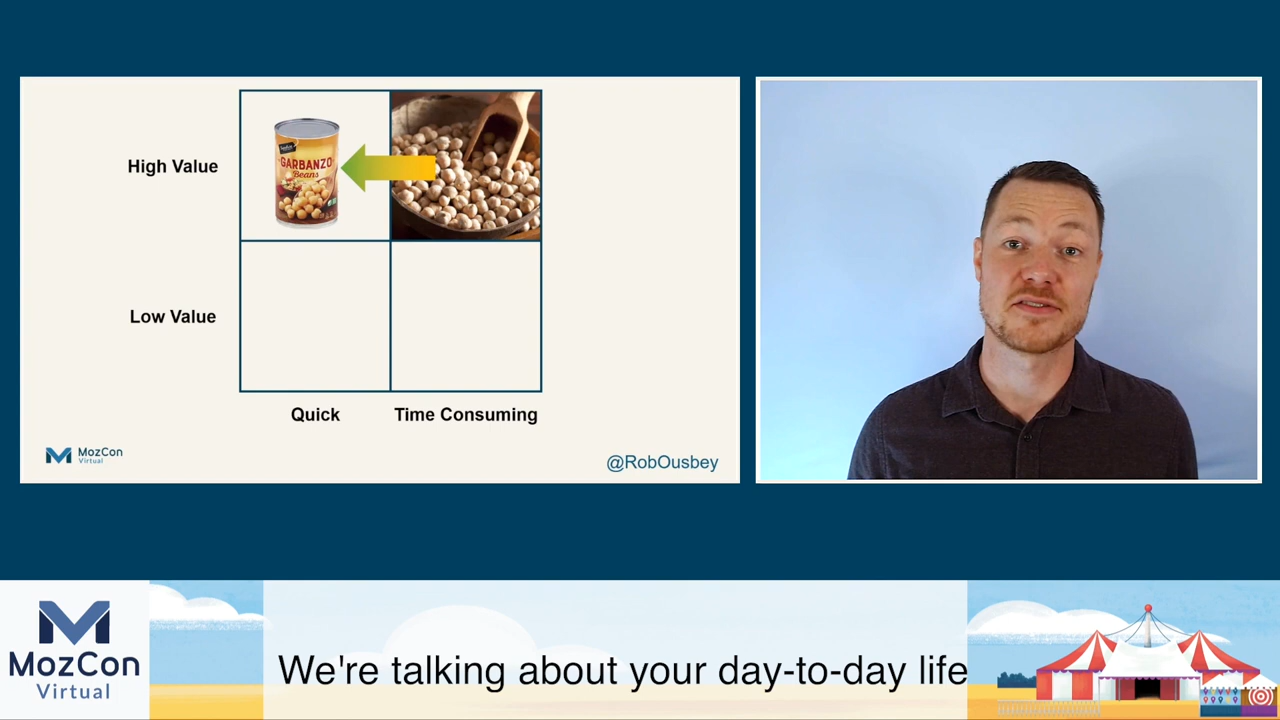 GARBANZO
Beans
High Value
Low Value
Quick
Time Consuming
MozCon
Virtual
@RobOusbey
MozCon
Virtual
We're talking about your day-to-day life